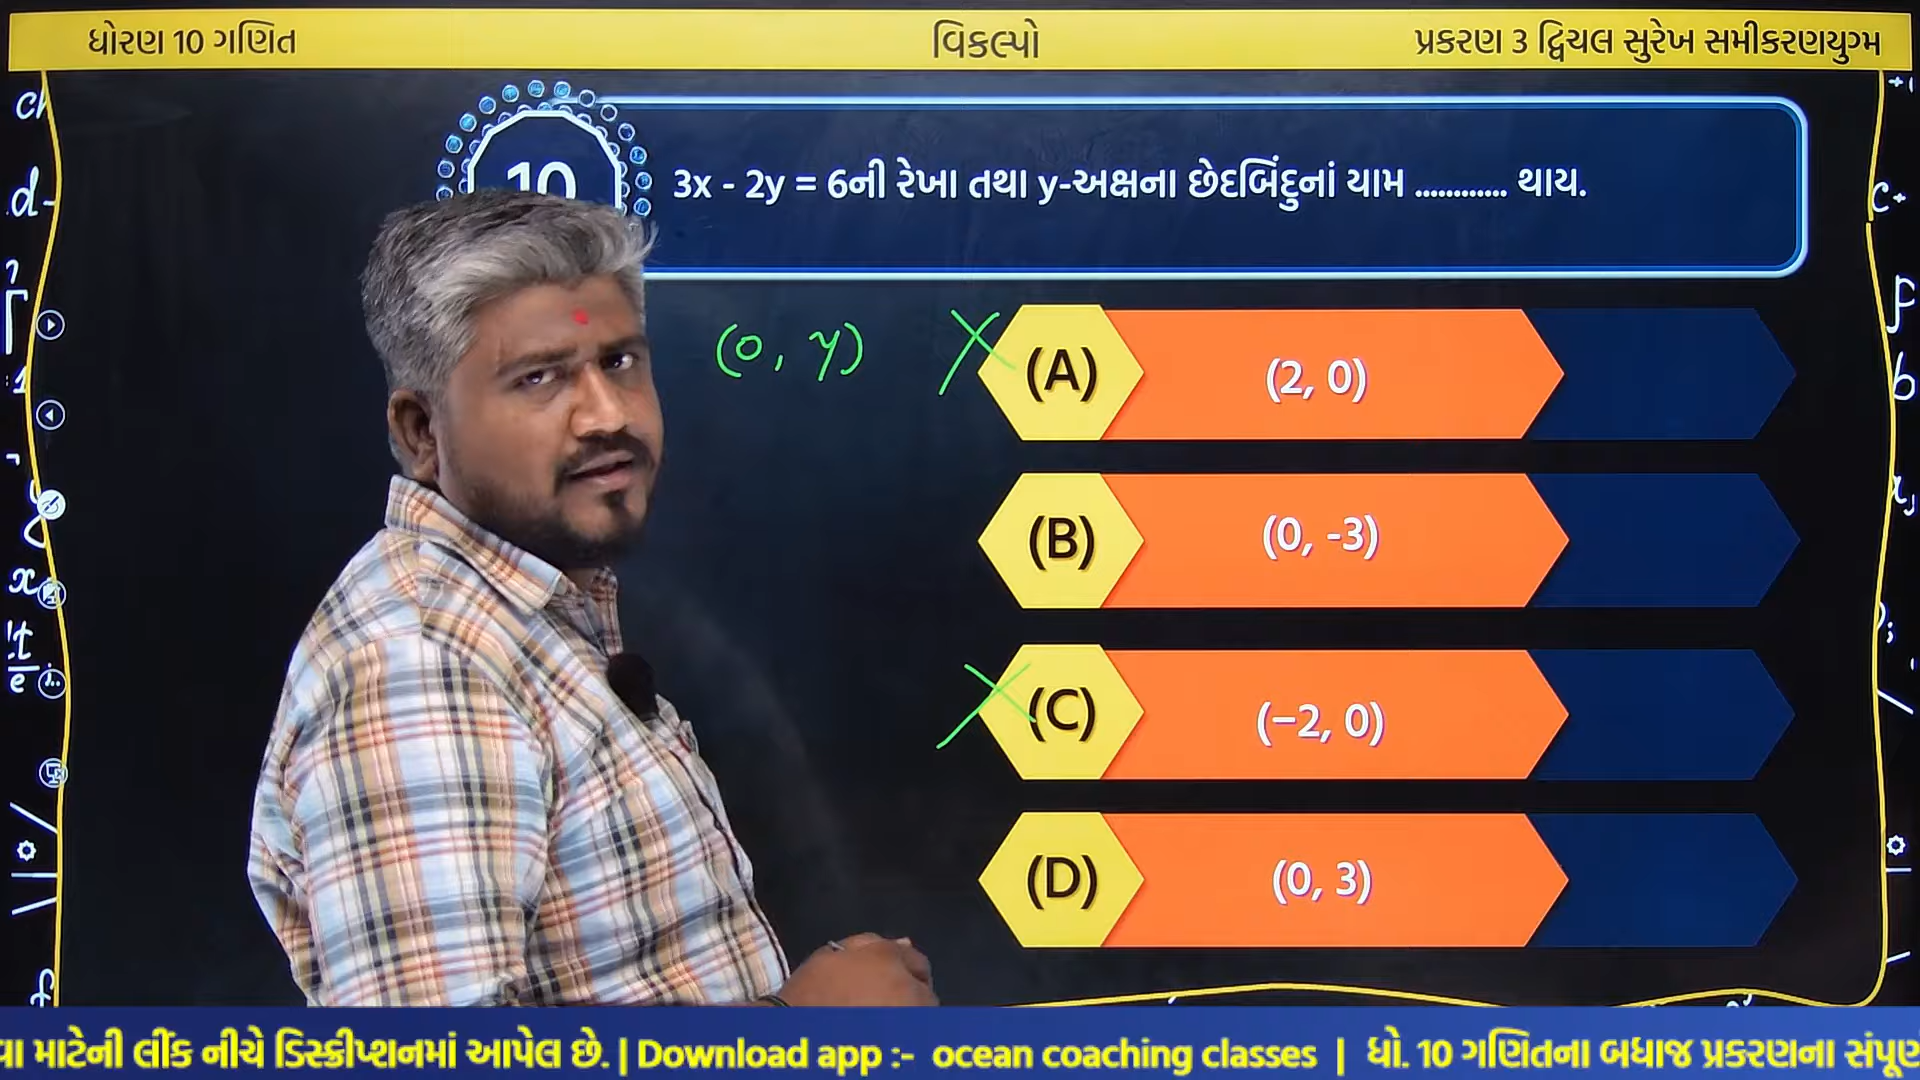 ધોરણ 10 ગણિત
વિકલ્પો
પ્રકરણ 3 દ્વિચલ સુરેખ સમીકરણયુગ્મ
10
3x - 2y = 6ની રેખા તથા y-અક્ષના છેદબિંદુનાં યામ ............ થાય.
(0, y)
(A) (2, 0)
(B) (0, -3)
(C) (−2, 0)
(D) (0, 3)
માટેની લીંક નીચે ડિસ્ક્રીપ્શનમાં આપેલ છે. | Download app :- ocean coaching classes | ધો. 10 ગણિતના બધાજ પ્રકરણના